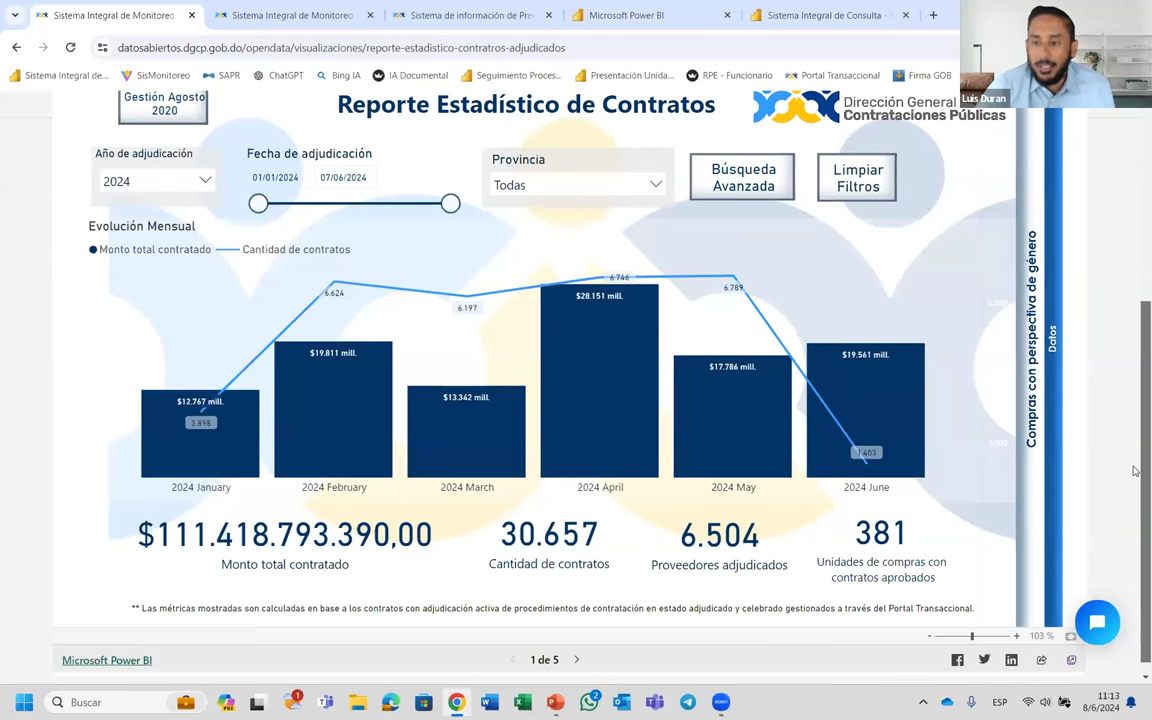 Sistema Integral de Monitoreo
Sistema Integral de Monitoreo
Sistema de información de Pre
Microsoft Power BI
Sistema Integral de Consulta -
datosabiertos.dgcp.gob.do/opendata/visualizaciones/reporte-estadistico-contratros-adjudicados
Sistema Integral de...
SisMonitoreo
SAPR
ChatGPT
Bing IA
IA Documental
Seguimiento Proces...
Presentación Unida...
RPE - Funcionario
Portal Transaccional
Firma GOB
Luis Duran
Gestión Agosto
2020
Reporte Estadístico de Contratos
Dirección General
Contrataciones Públicas
Año de adjudicación
2024
Fecha de adjudicación
01/01/2024
07/06/2024
Provincia
Todas
Búsqueda
Avanzada
Limpiar
Filtros
Evolución Mensual
Monto total contratado
Cantidad de contratos
6.624
6.197
6.746
6.789
2.898
1.403
$12.767 mill.
$19.811 mill.
$13.342 mill.
$28.151 mill.
$17.786 mill.
$19.561 mill.
2024 January
2024 February
2024 March
2024 April
2024 May
2024 June
Compras con perspectiva de género
Datos
$111.418.793.390,00
Monto total contratado
30.657
Cantidad de contratos
6.504
Proveedores adjudicados
381
Unidades de compras con
contratos aprobados
** Las métricas mostradas son calculadas en base a los contratos con adjudicación activa de procedimientos de contratación en estado adjudicado y celebrado gestionados a través del Portal Transaccional.
- + 103 %
Microsoft Power BI
1 de 5
Buscar
PRE
1
2
zoom
ESP
11:13
8/6/2024